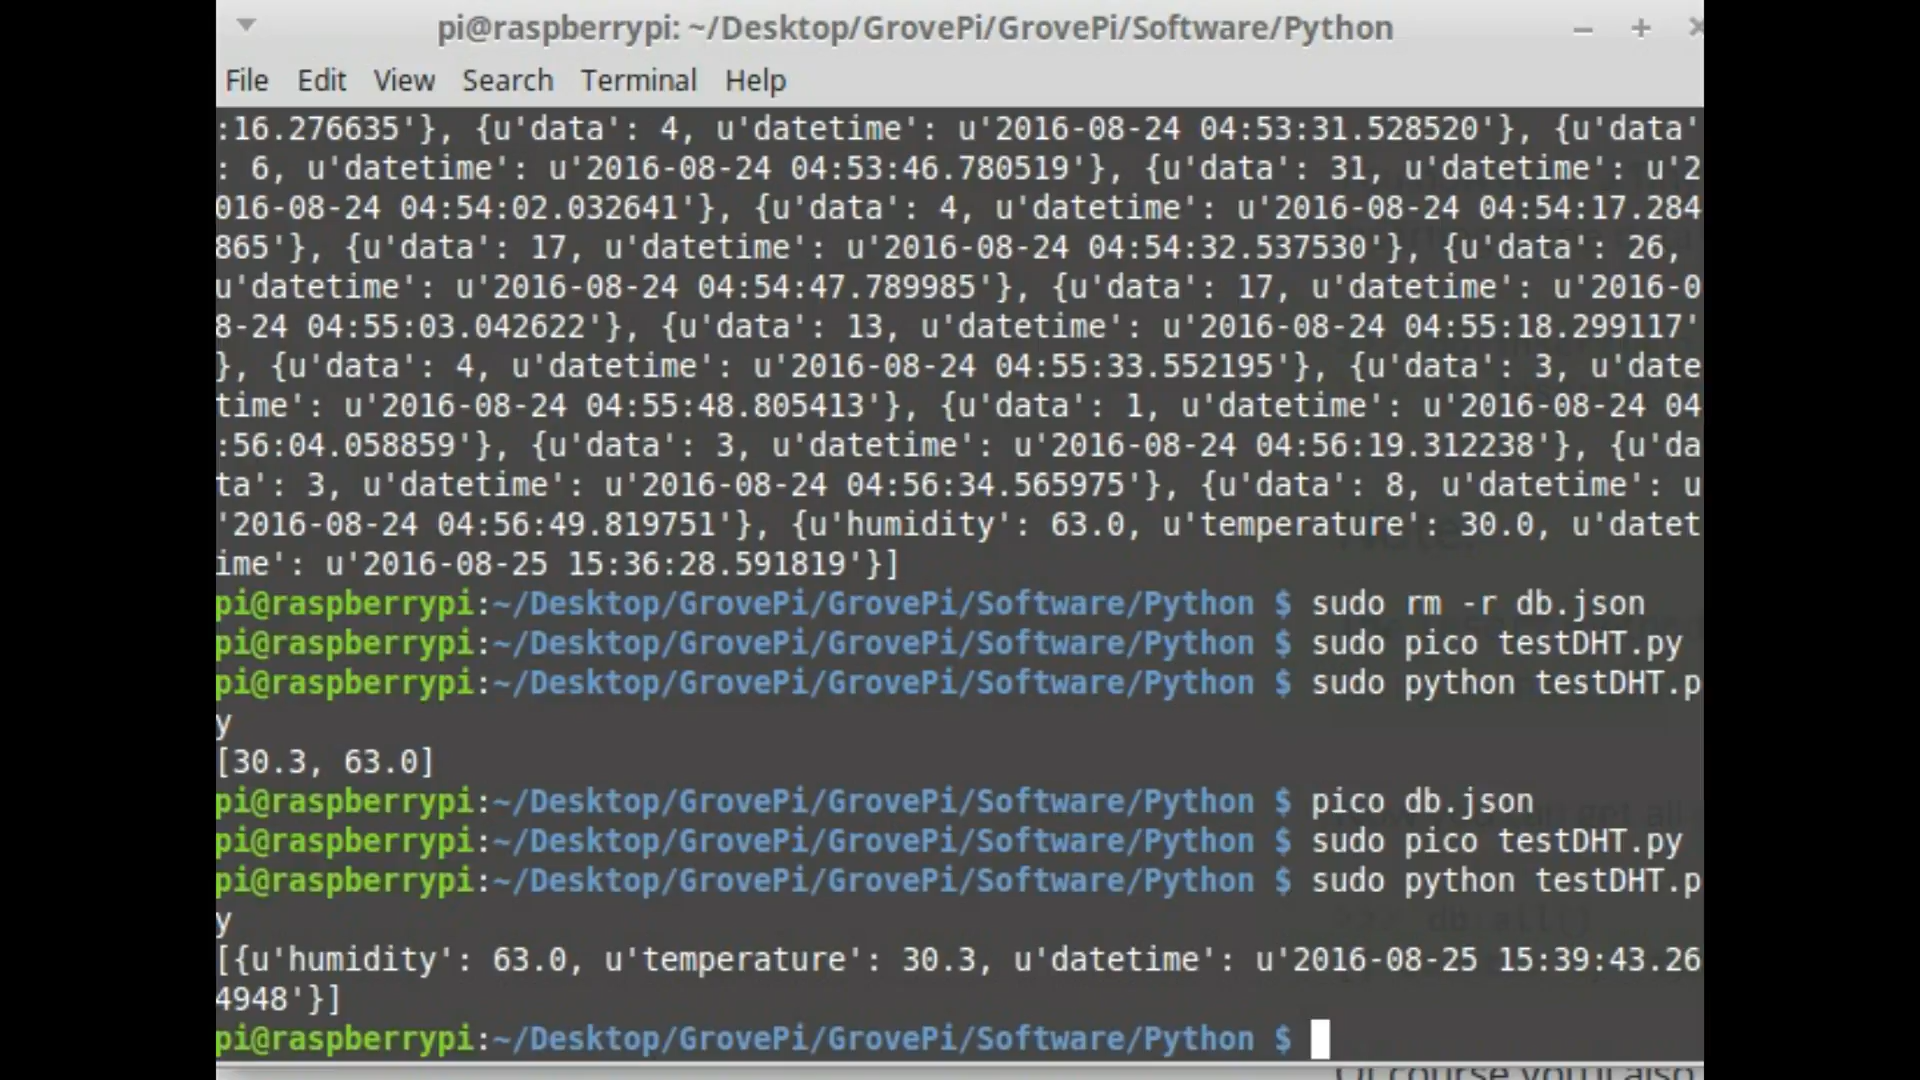 pi@raspberrypi: ~/Desktop/GrovePi/GrovePi/Software/Python
File Edit View Search Terminal Help
:16.276635'}, {u'data': 4, u'datetime': u'2016-08-24 04:53:31.528520'}, {u'data'
: 6, u'datetime': u'2016-08-24 04:53:46.780519'}, {u'data': 31, u'datetime': u'2
016-08-24 04:54:02.032641'}, {u'data': 4, u'datetime': u'2016-08-24 04:54:17.284
865'}, {u'data': 17, u'datetime': u'2016-08-24 04:54:32.537530'}, {u'data': 26,
u'datetime': u'2016-08-24 04:54:47.789985'}, {u'data': 17, u'datetime': u'2016-0
8-24 04:55:03.042622'}, {u'data': 13, u'datetime': u'2016-08-24 04:55:18.299117'
}, {u'data': 4, u'datetime': u'2016-08-24 04:55:33.552195'}, {u'data': 3, u'date
time': u'2016-08-24 04:55:48.805413'}, {u'data': 1, u'datetime': u'2016-08-24 04
:56:04.058859'}, {u'data': 3, u'datetime': u'2016-08-24 04:56:19.312238'}, {u'da
ta': 3, u'datetime': u'2016-08-24 04:56:34.565975'}, {u'data': 8, u'datetime': u
'2016-08-24 04:56:49.819751'}, {u'humidity': 63.0, u'temperature': 30.0, u'datet
ime': u'2016-08-25 15:36:28.591819'}]
pi@raspberrypi:~/Desktop/GrovePi/GrovePi/Software/Python $ sudo rm -r db.json
pi@raspberrypi:~/Desktop/GrovePi/GrovePi/Software/Python $ sudo pico testDHT.py
pi@raspberrypi:~/Desktop/GrovePi/GrovePi/Software/Python $ sudo python testDHT.p
y
[30.3, 63.0]
pi@raspberrypi:~/Desktop/GrovePi/GrovePi/Software/Python $ pico db.json
pi@raspberrypi:~/Desktop/GrovePi/GrovePi/Software/Python $ sudo pico testDHT.py
pi@raspberrypi:~/Desktop/GrovePi/GrovePi/Software/Python $ sudo python testDHT.p
y
[{u'humidity': 63.0, u'temperature': 30.3, u'datetime': u'2016-08-25 15:39:43.26
4948'}]
pi@raspberrypi:~/Desktop/GrovePi/GrovePi/Software/Python $